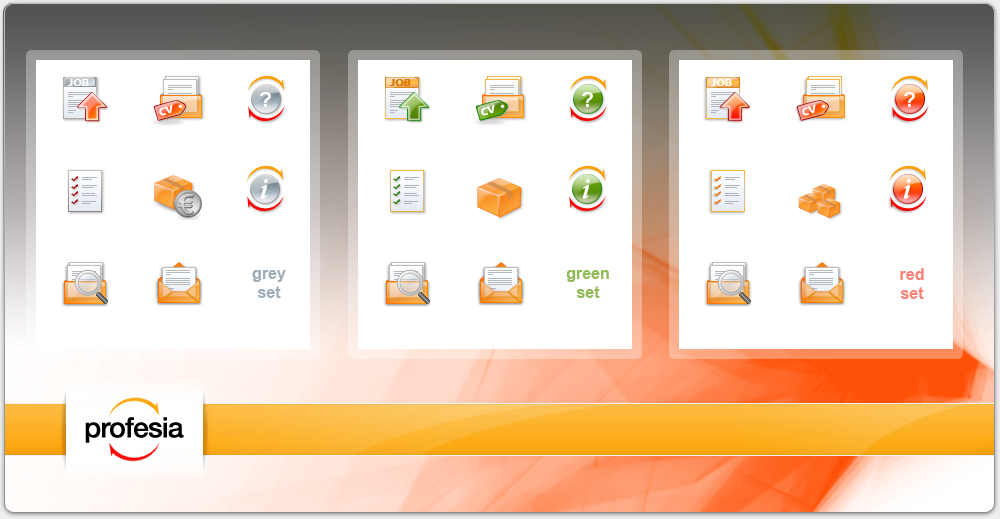 JOB
CV
?
€
i
grey
set
JOB
CV
?
i
green
set
JOB
CV
?
i
red
set
profesia